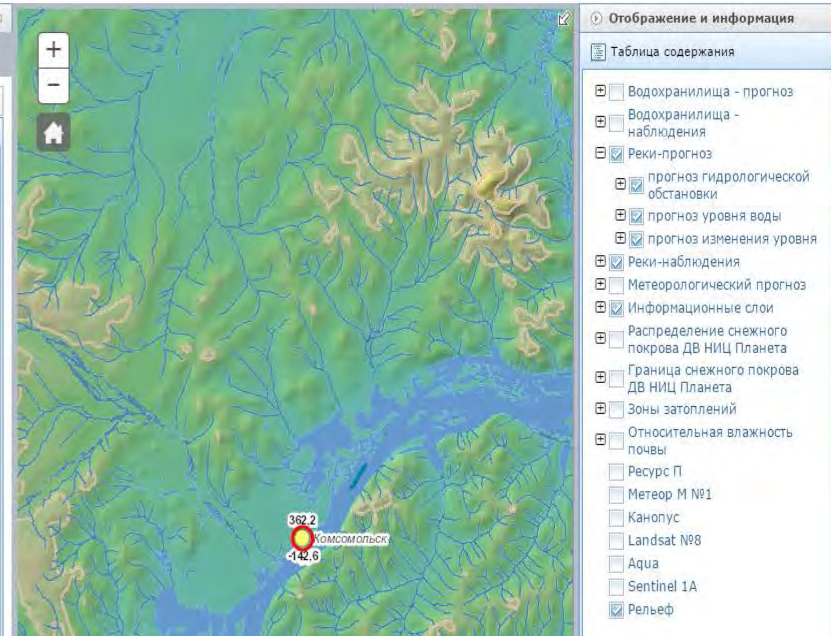 +
−
362,2
Комсомольск
-142,6
Отображение и информация
Таблица содержания
Водохранилища - прогноз
Водохранилища -
наблюдения
Реки-прогноз
прогноз гидрологической
обстановки
прогноз уровня воды
прогноз изменения уровня
Реки-наблюдения
Метеорологический прогноз
Информационные слои
Распределение снежного
покрова ДВ НИЦ Планета
Граница снежного покрова
ДВ НИЦ Планета
Зоны затоплений
Относительная влажность
почвы
Ресурс П
Метеор М №1
Канопус
Landsat №8
Aqua
Sentinel 1A
Рельеф